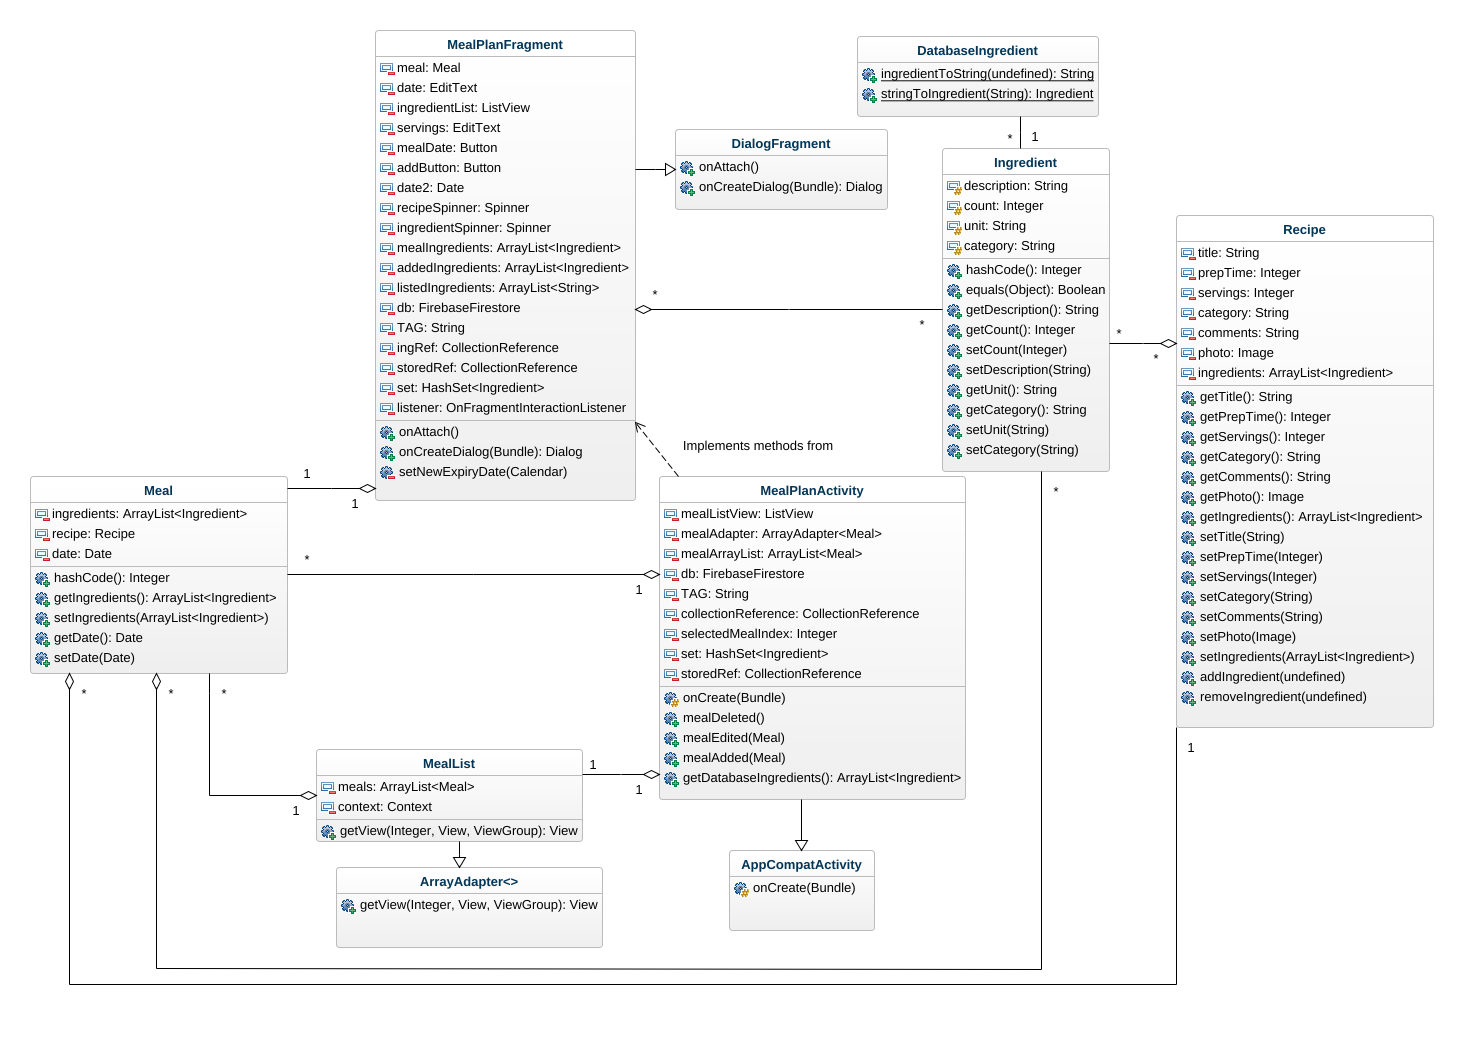 MealPlanFragment
meal: Meal
date: EditText
ingredientList: ListView
servings: EditText
mealDate: Button
addButton: Button
date2: Date
recipeSpinner: Spinner
ingredientSpinner: Spinner
mealIngredients: ArrayList<Ingredient>
addedIngredients: ArrayList<Ingredient>
listedIngredients: ArrayList<String>
db: FirebaseFirestore
TAG: String
ingRef: CollectionReference
storedRef: CollectionReference
set: HashSet<Ingredient>
listener: OnFragmentInteractionListener
onAttach()
onCreateDialog(Bundle): Dialog
setNewExpiryDate(Calendar)
DatabaseIngredient
ingredientToString(undefined): String
stringToIngredient(String): Ingredient
* 1
DialogFragment
onAttach()
onCreateDialog(Bundle): Dialog
Ingredient
description: String
count: Integer
unit: String
category: String
hashCode(): Integer
equals(Object): Boolean
getDescription(): String
getCount(): Integer
setCount(Integer)
setDescription(String)
getUnit(): String
getCategory(): String
setUnit(String)
setCategory(String)
*
*
*
*
*
Recipe
title: String
prepTime: Integer
servings: Integer
category: String
comments: String
photo: Image
ingredients: ArrayList<Ingredient>
getTitle(): String
getPrepTime(): Integer
getServings(): Integer
getCategory(): String
getComments(): String
getPhoto(): Image
getIngredients(): ArrayList<Ingredient>
setTitle(String)
setPrepTime(Integer)
setServings(Integer)
setCategory(String)
setComments(String)
setPhoto(Image)
setIngredients(ArrayList<Ingredient>)
addIngredient(undefined)
removeIngredient(undefined)
1
Implements methods from
Meal
ingredients: ArrayList<Ingredient>
recipe: Recipe
date: Date
hashCode(): Integer
getIngredients(): ArrayList<Ingredient>
setIngredients(ArrayList<Ingredient>)
getDate(): Date
setDate(Date)
1
1
*
1
* * *
MealPlanActivity
mealListView: ListView
mealAdapter: ArrayAdapter<Meal>
mealArrayList: ArrayList<Meal>
db: FirebaseFirestore
TAG: String
collectionReference: CollectionReference
selectedMealIndex: Integer
set: HashSet<Ingredient>
storedRef: CollectionReference
onCreate(Bundle)
mealDeleted()
mealEdited(Meal)
mealAdded(Meal)
getDatabaseIngredients(): ArrayList<Ingredient>
MealList
meals: ArrayList<Meal>
context: Context
getView(Integer, View, ViewGroup): View
1
1
1
ArrayAdapter<>
getView(Integer, View, ViewGroup): View
AppCompatActivity
onCreate(Bundle)